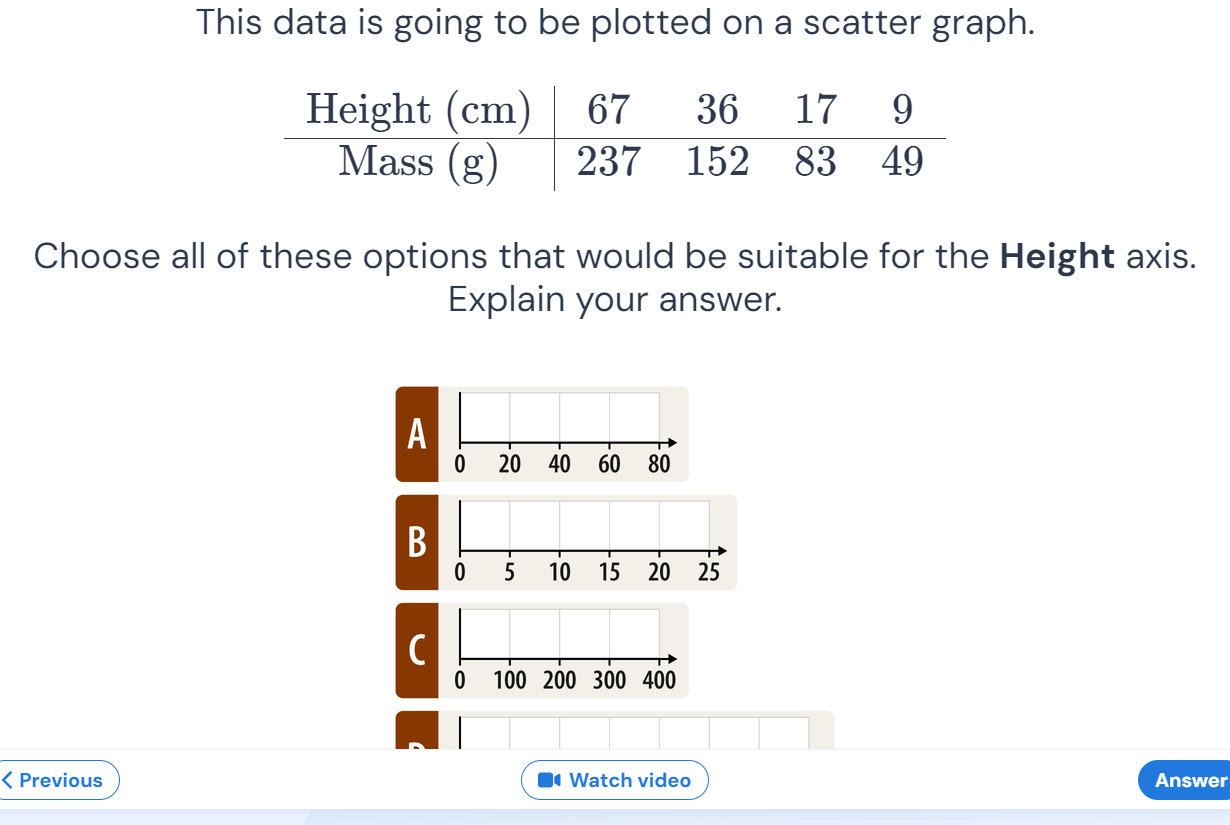 This data is going to be plotted on a scatter graph.
Height (cm) 67 36 17 9
Mass (g) 237 152 83 49
Choose all of these options that would be suitable for the Height axis.
Explain your answer.
A
0 20 40 60 80
B
0 5 10 15 20 25
C
0 100 200 300 400
Previous
Watch video
Answer